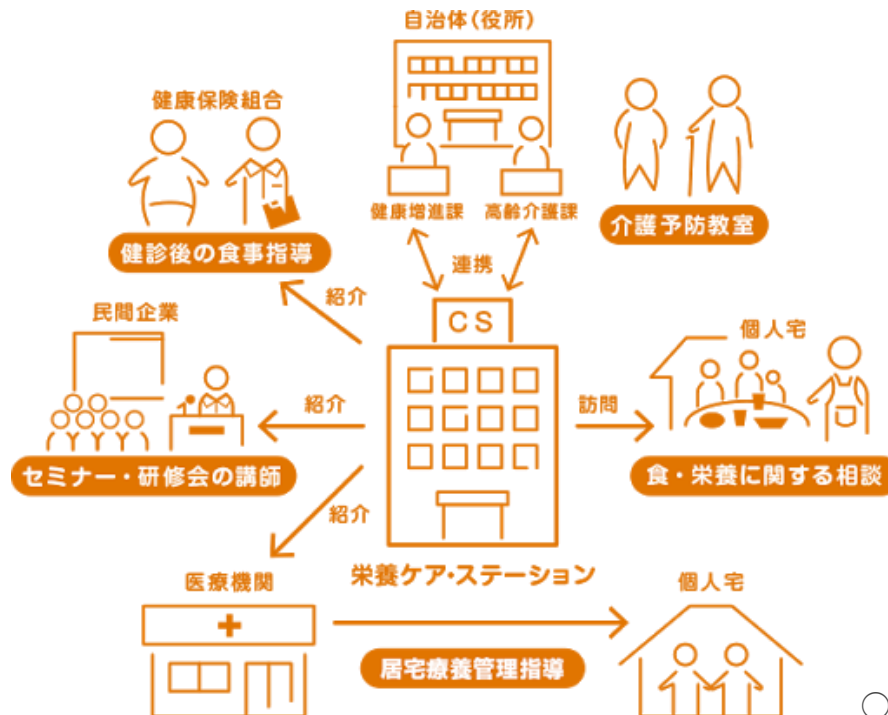 自治体(役所)
健康保険組合
健康増進課
高齢介護課
健診後の食事指導
介護予防教室
連携
紹介
民間企業
CS
個人宅
紹介
訪問
セミナー・研修会の講師
食・栄養に関する相談
紹介
栄養ケア・ステーション
医療機関
個人宅
居宅療養管理指導